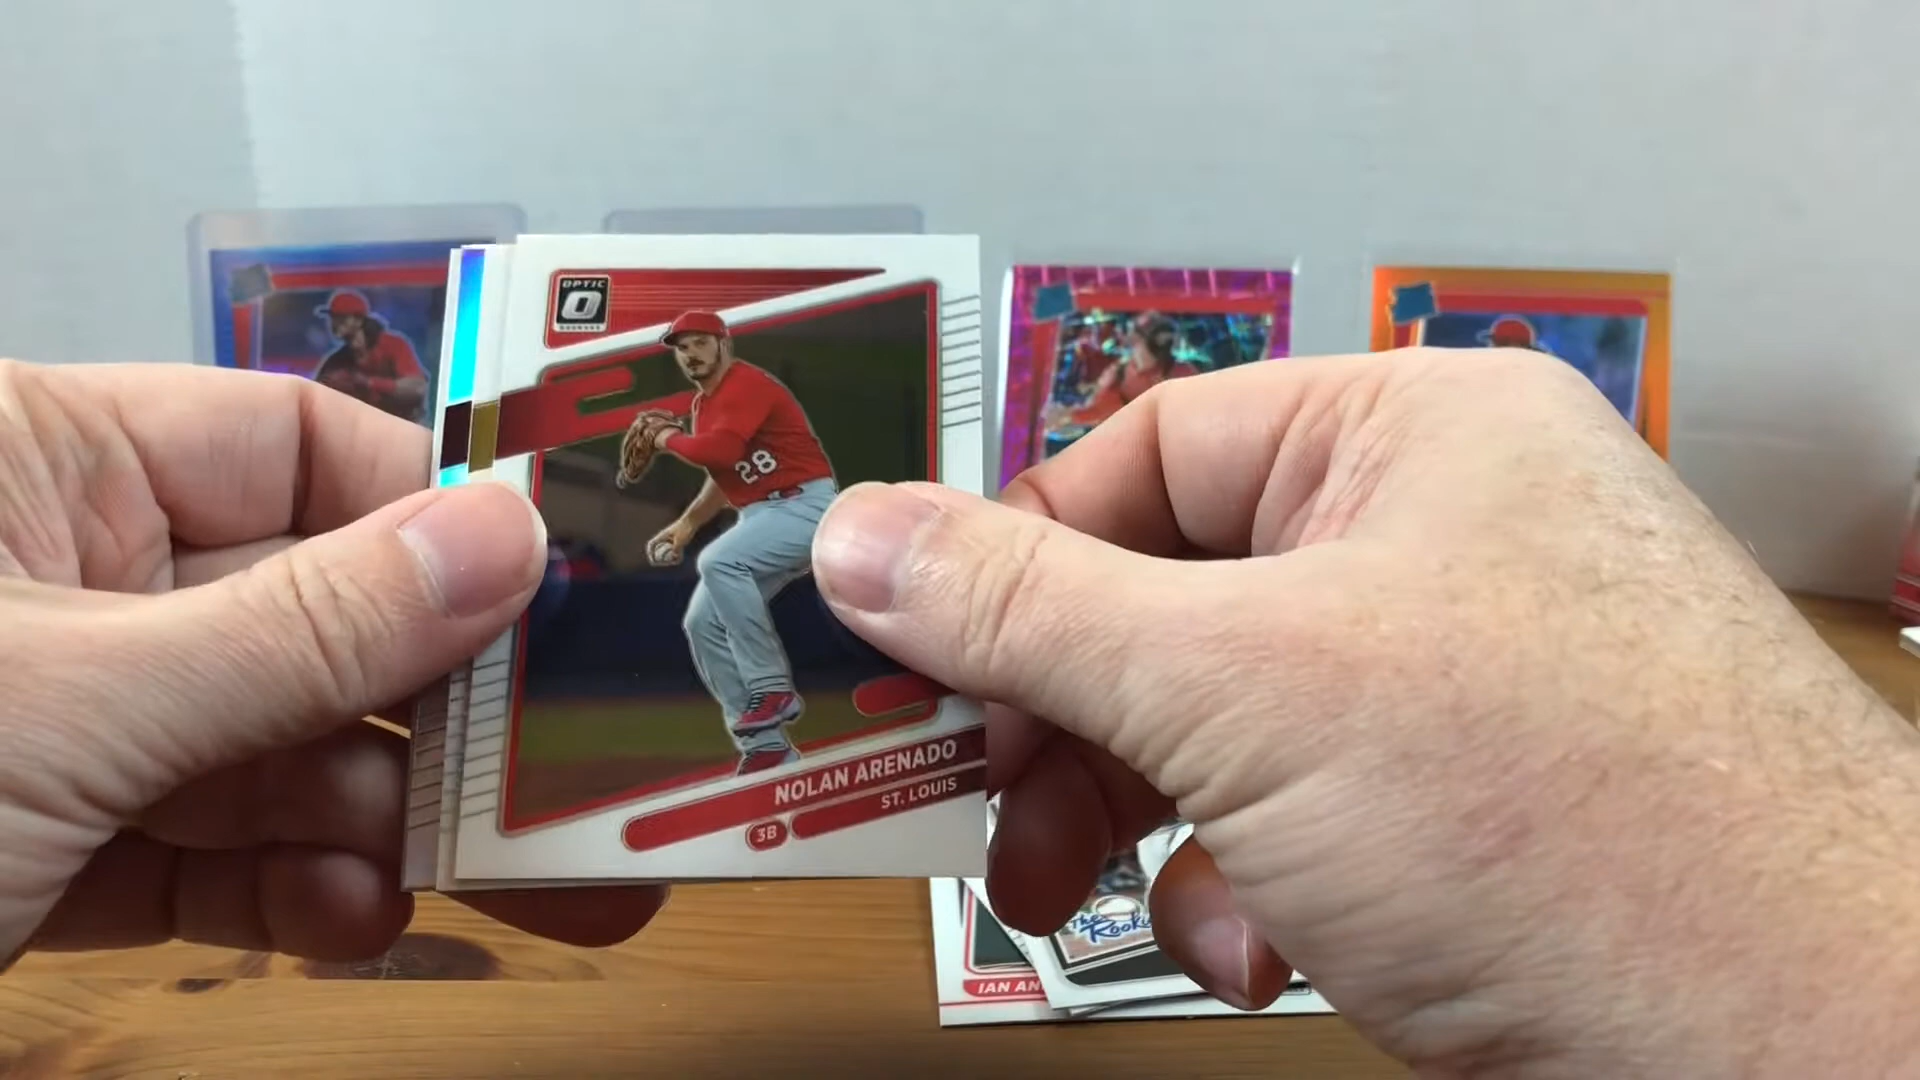 OPTIC
28
NOLAN ARENADO
ST. LOUIS
3B
The Rookie
IAN AN